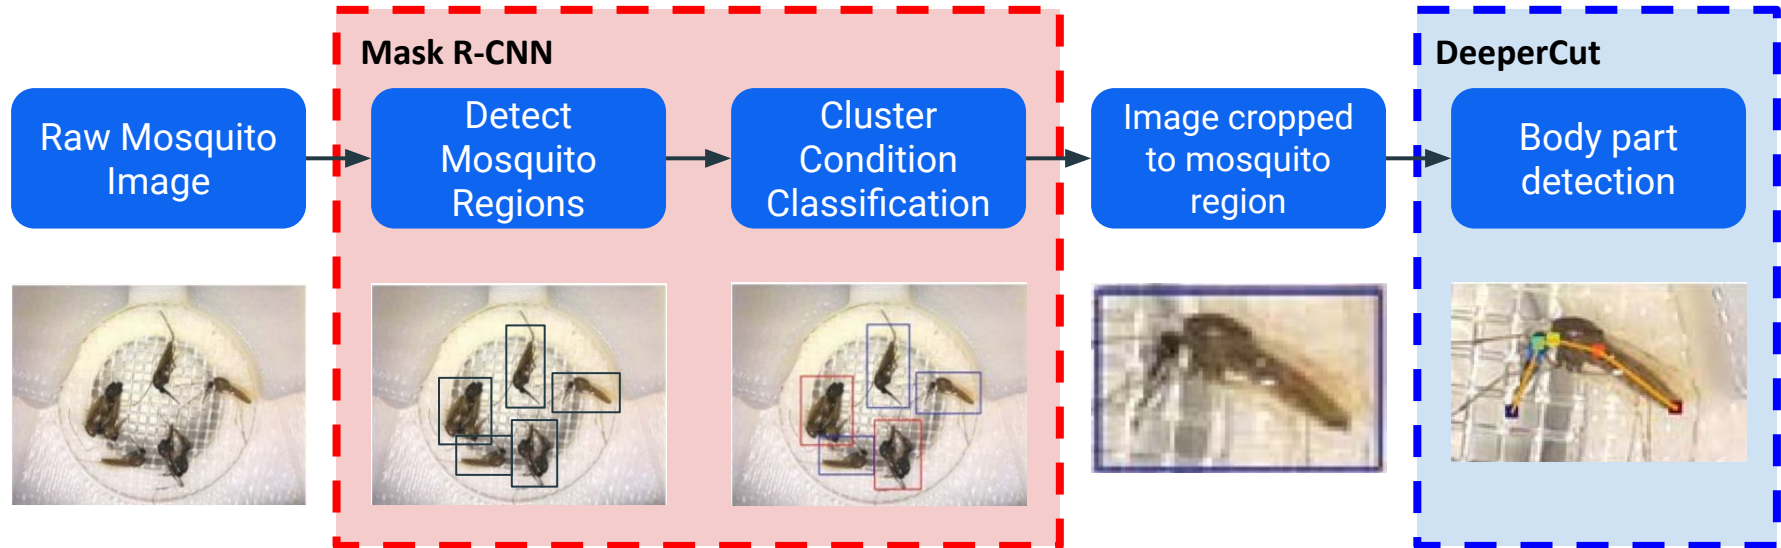 Mask R-CNN
DeeperCut
Raw Mosquito
Image
Detect
Mosquito
Regions
Cluster
Condition
Classification
Image cropped
to mosquito
region
Body part
detection